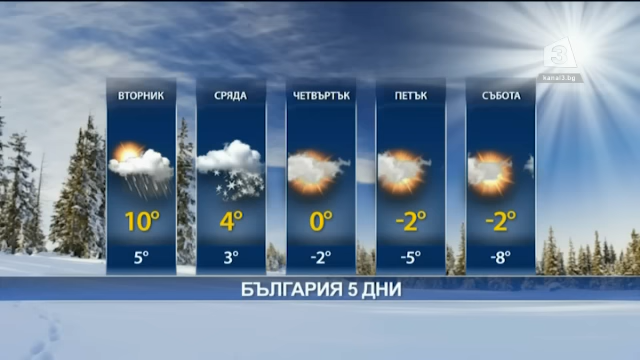 3
kanal3.bg
ВТОРНИК
СРЯДА
ЧЕТВЪРТЪК
ПЕТЪК
СЪБОТА
10°
4°
0°
-2°
-2°
5°
3°
-2°
-5°
-8°
БЪЛГАРИЯ 5 ДНИ